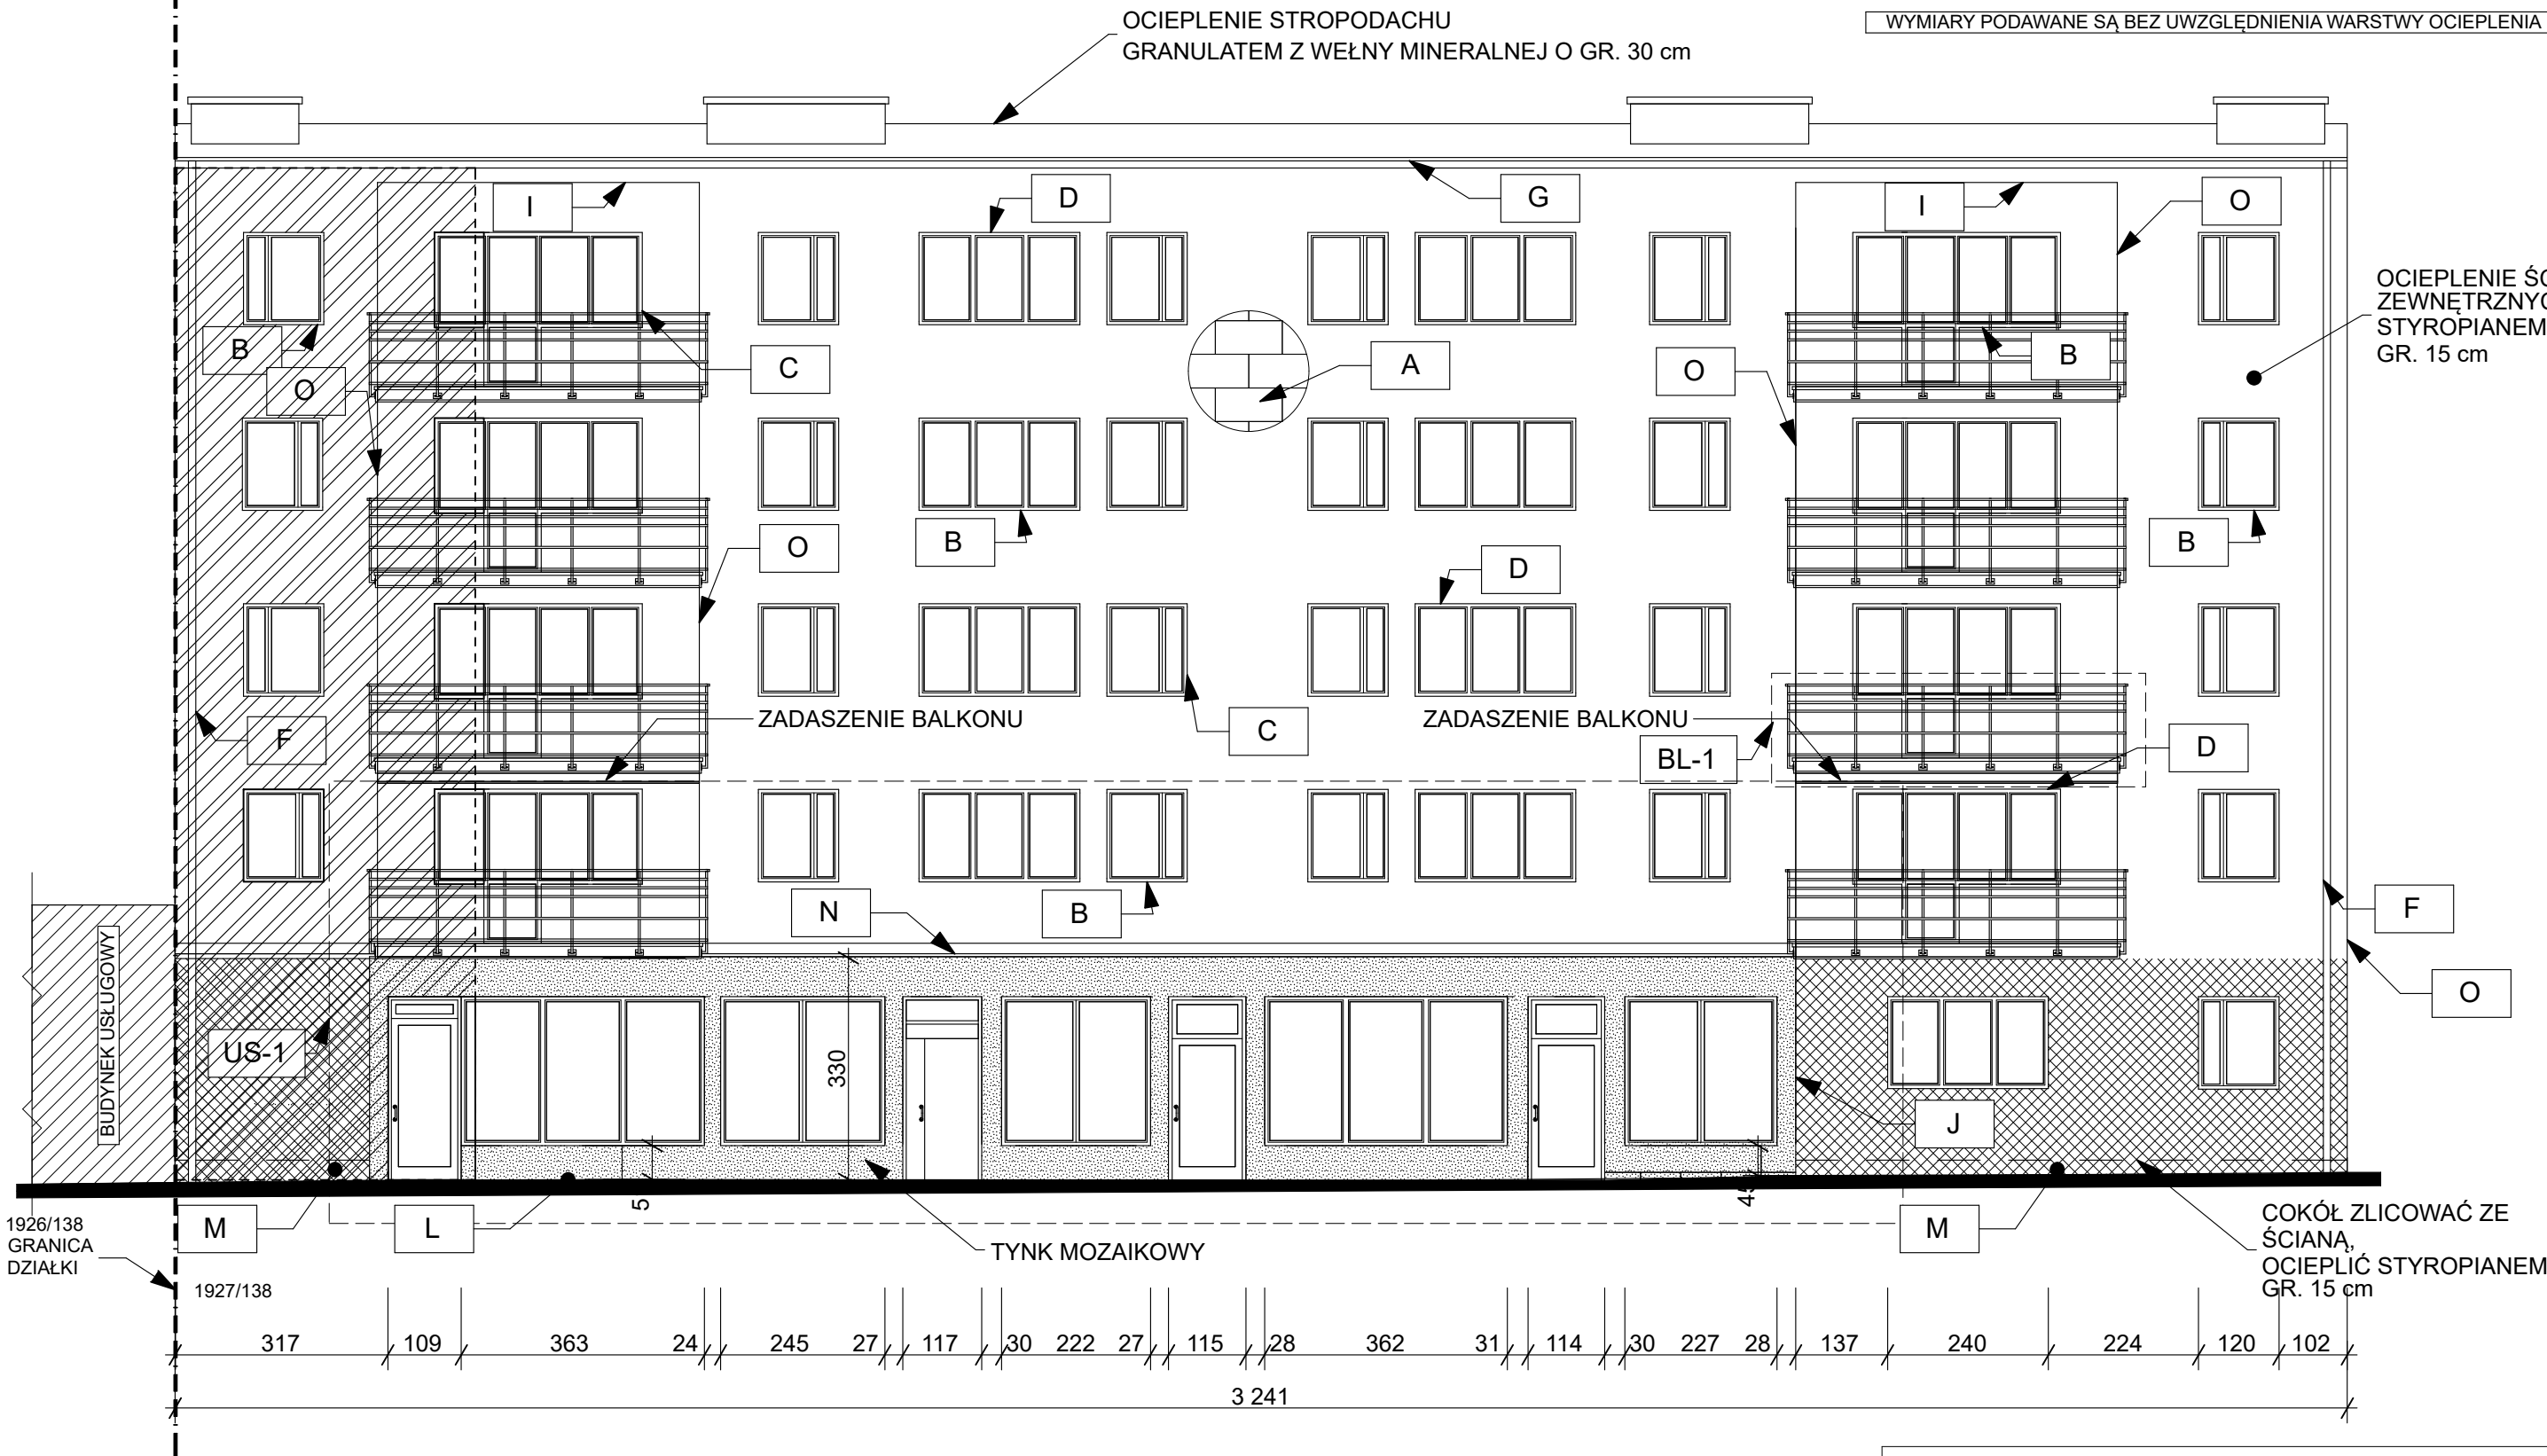 OCIEPLENIE STROPODACHU
GRANULATEM Z WEŁNY MINERALNEJ O GR. 30 cm
WYMIARY PODAWANE SĄ BEZ UWZGLĘDNIENIA WARSTWY OCIEPLENIA
I
D
G
I
O
OCIEPLENIE ŚC
ZEWNĘTRZNYC
STYROPIANEM
GR. 15 cm
B
O
C
A
O
B
B
O
D
B
F
ZADASZENIE BALKONU
C
ZADASZENIE BALKONU
BL-1
D
N
B
F
O
BUDYNEK USŁUGOWY
US-1
330
J
5
45
M
L
TYNK MOZAIKOWY
M
COKÓŁ ZLICOWAĆ ZE
ŚCIANĄ,
OCIEPLIĆ STYROPIANEM
GR. 15 cm
1926/138
GRANICA
DZIAŁKI
1927/138
317 109 363 24 245 27 117 30 222 27 115 28 362 31 114 30 227 28 137 240 224 120 102
3 241